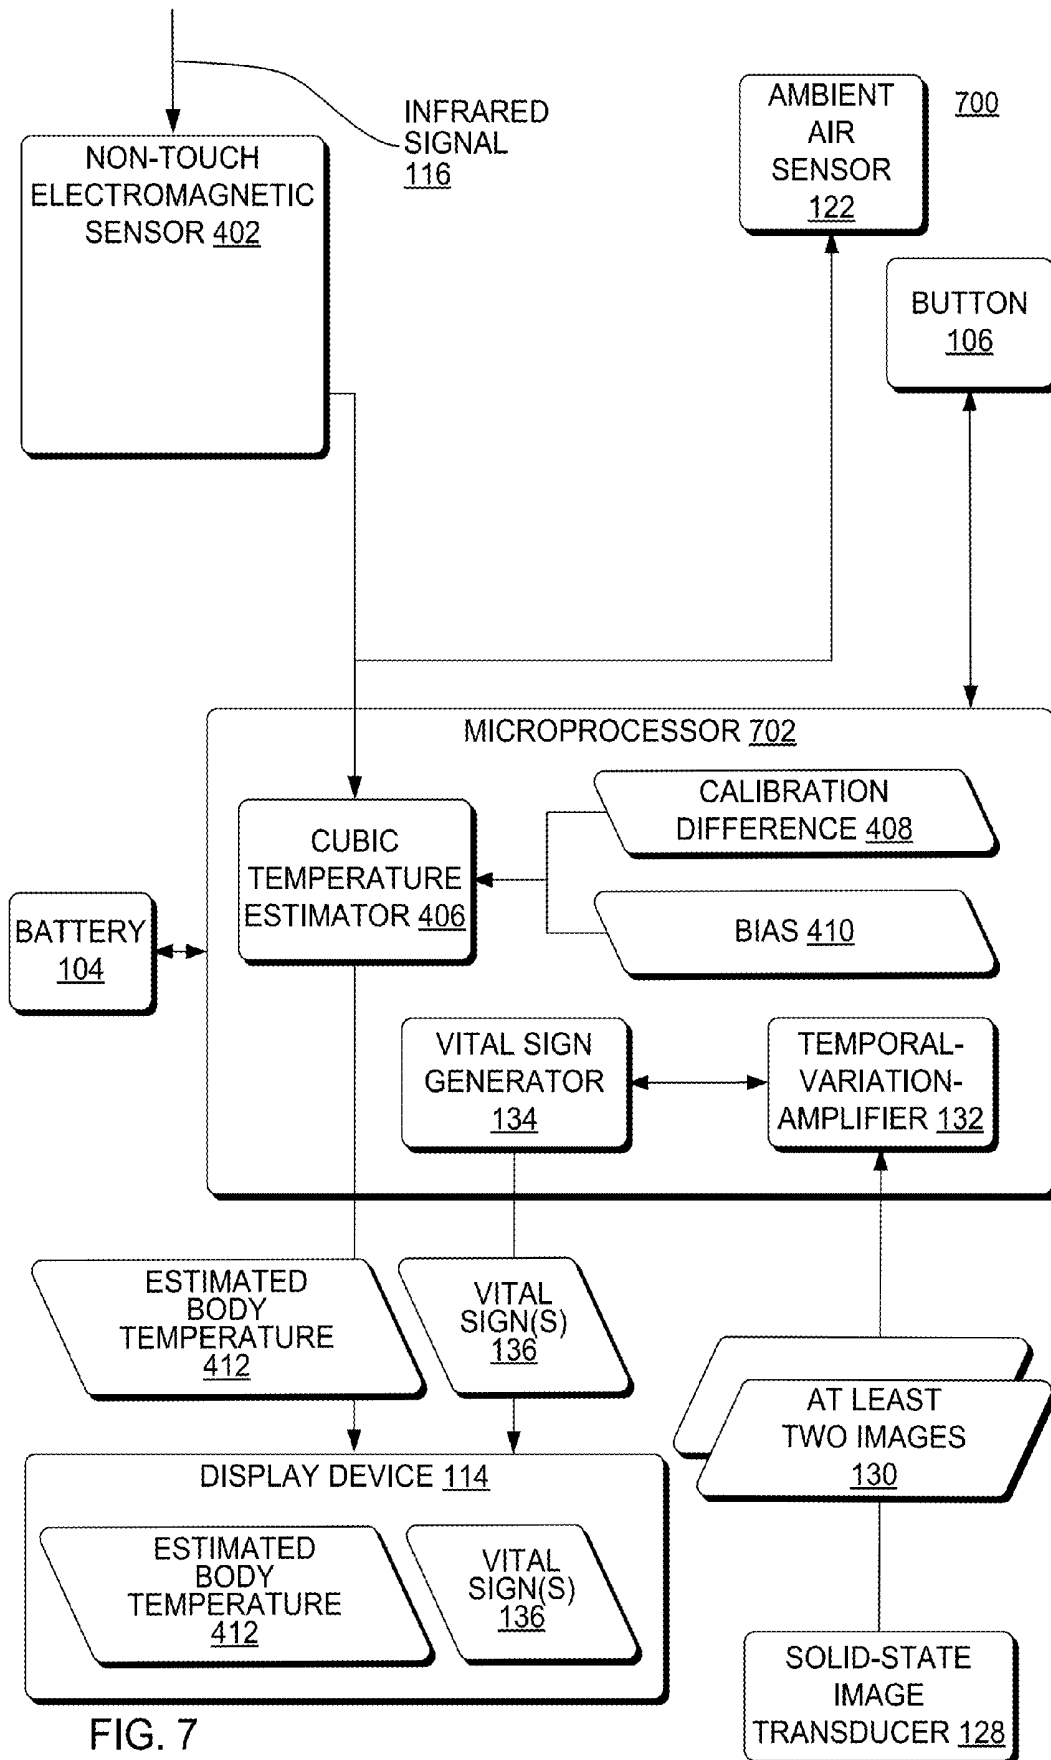 INFRARED
SIGNAL
116
AMBIENT
AIR
SENSOR
122
700
NON-TOUCH
ELECTROMAGNETIC
SENSOR 402
BUTTON
106
MICROPROCESSOR 702
CALIBRATION
DIFFERENCE 408
CUBIC
TEMPERATURE
ESTIMATOR 406
BIAS 410
BATTERY
104
VITAL SIGN
GENERATOR
134
TEMPORAL-
VARIATION-
AMPLIFIER 132
ESTIMATED
BODY
TEMPERATURE
412
VITAL
SIGN(S)
136
AT LEAST
TWO IMAGES
130
DISPLAY DEVICE 114
ESTIMATED
BODY
TEMPERATURE
412
VITAL
SIGN(S)
136
SOLID-STATE
IMAGE
TRANSDUCER 128
FIG. 7